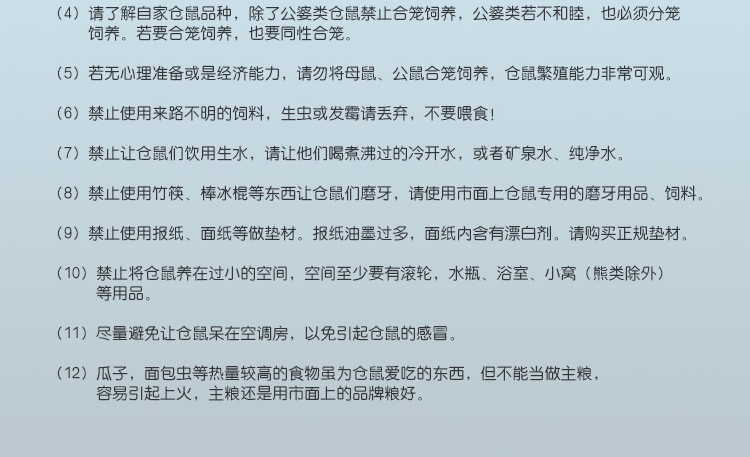 （4）请了解自家仓鼠品种，除了公婆类仓鼠禁止合笼饲养，公婆类若不和睦，也必须分笼
饲养。若要合笼饲养，也要同性合笼。
（5）若无心理准备或是经济能力，请勿将母鼠、公鼠合笼饲养，仓鼠繁殖能力非常可观。
（6）禁止使用来路不明的饲料，生虫或发霉请丢弃，不要喂食！
（7）禁止让仓鼠们饮用生水，请让他们喝煮沸过的冷开水，或者矿泉水、纯净水。
（8）禁止使用竹筷、棒冰棍等东西让仓鼠们磨牙，请使用市面上仓鼠专用的磨牙用品、饲料。
（9）禁止使用报纸、面纸等做垫材。报纸油墨过多，面纸内含有漂白剂。请购买正规垫材。
（10）禁止将仓鼠养在过小的空间，空间至少要有滚轮，水瓶、浴室、小窝（熊类除外）
等用品。
（11）尽量避免让仓鼠呆在空调房，以免引起仓鼠的感冒。
（12）瓜子，面包虫等热量较高的食物虽为仓鼠爱吃的东西，但不能当做主粮，
容易引起上火，主粮还是用市面上的品牌粮好。